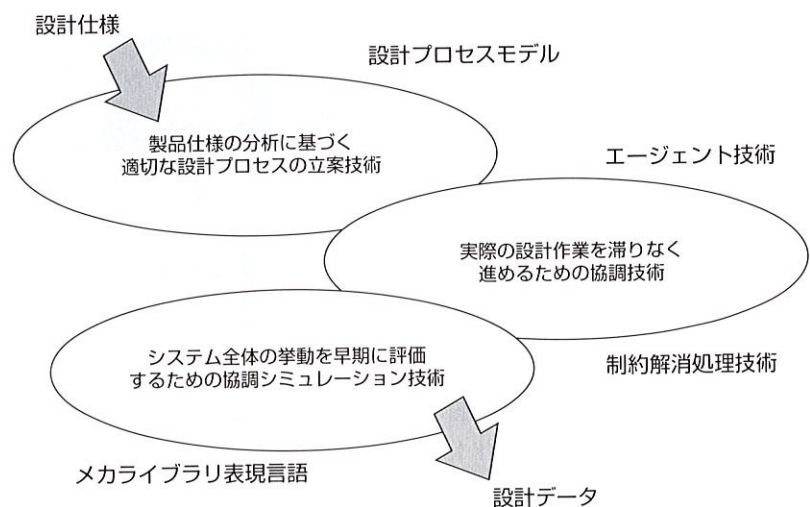 設計仕様
設計プロセスモデル
製品仕様の分析に基づく
適切な設計プロセスの立案技術
エージェント技術
実際の設計作業を滞りなく
進めるための協調技術
システム全体の挙動を早期に評価
するための協調シミュレーション技術
制約解消処理技術
メカライブラリ表現言語
設計データ